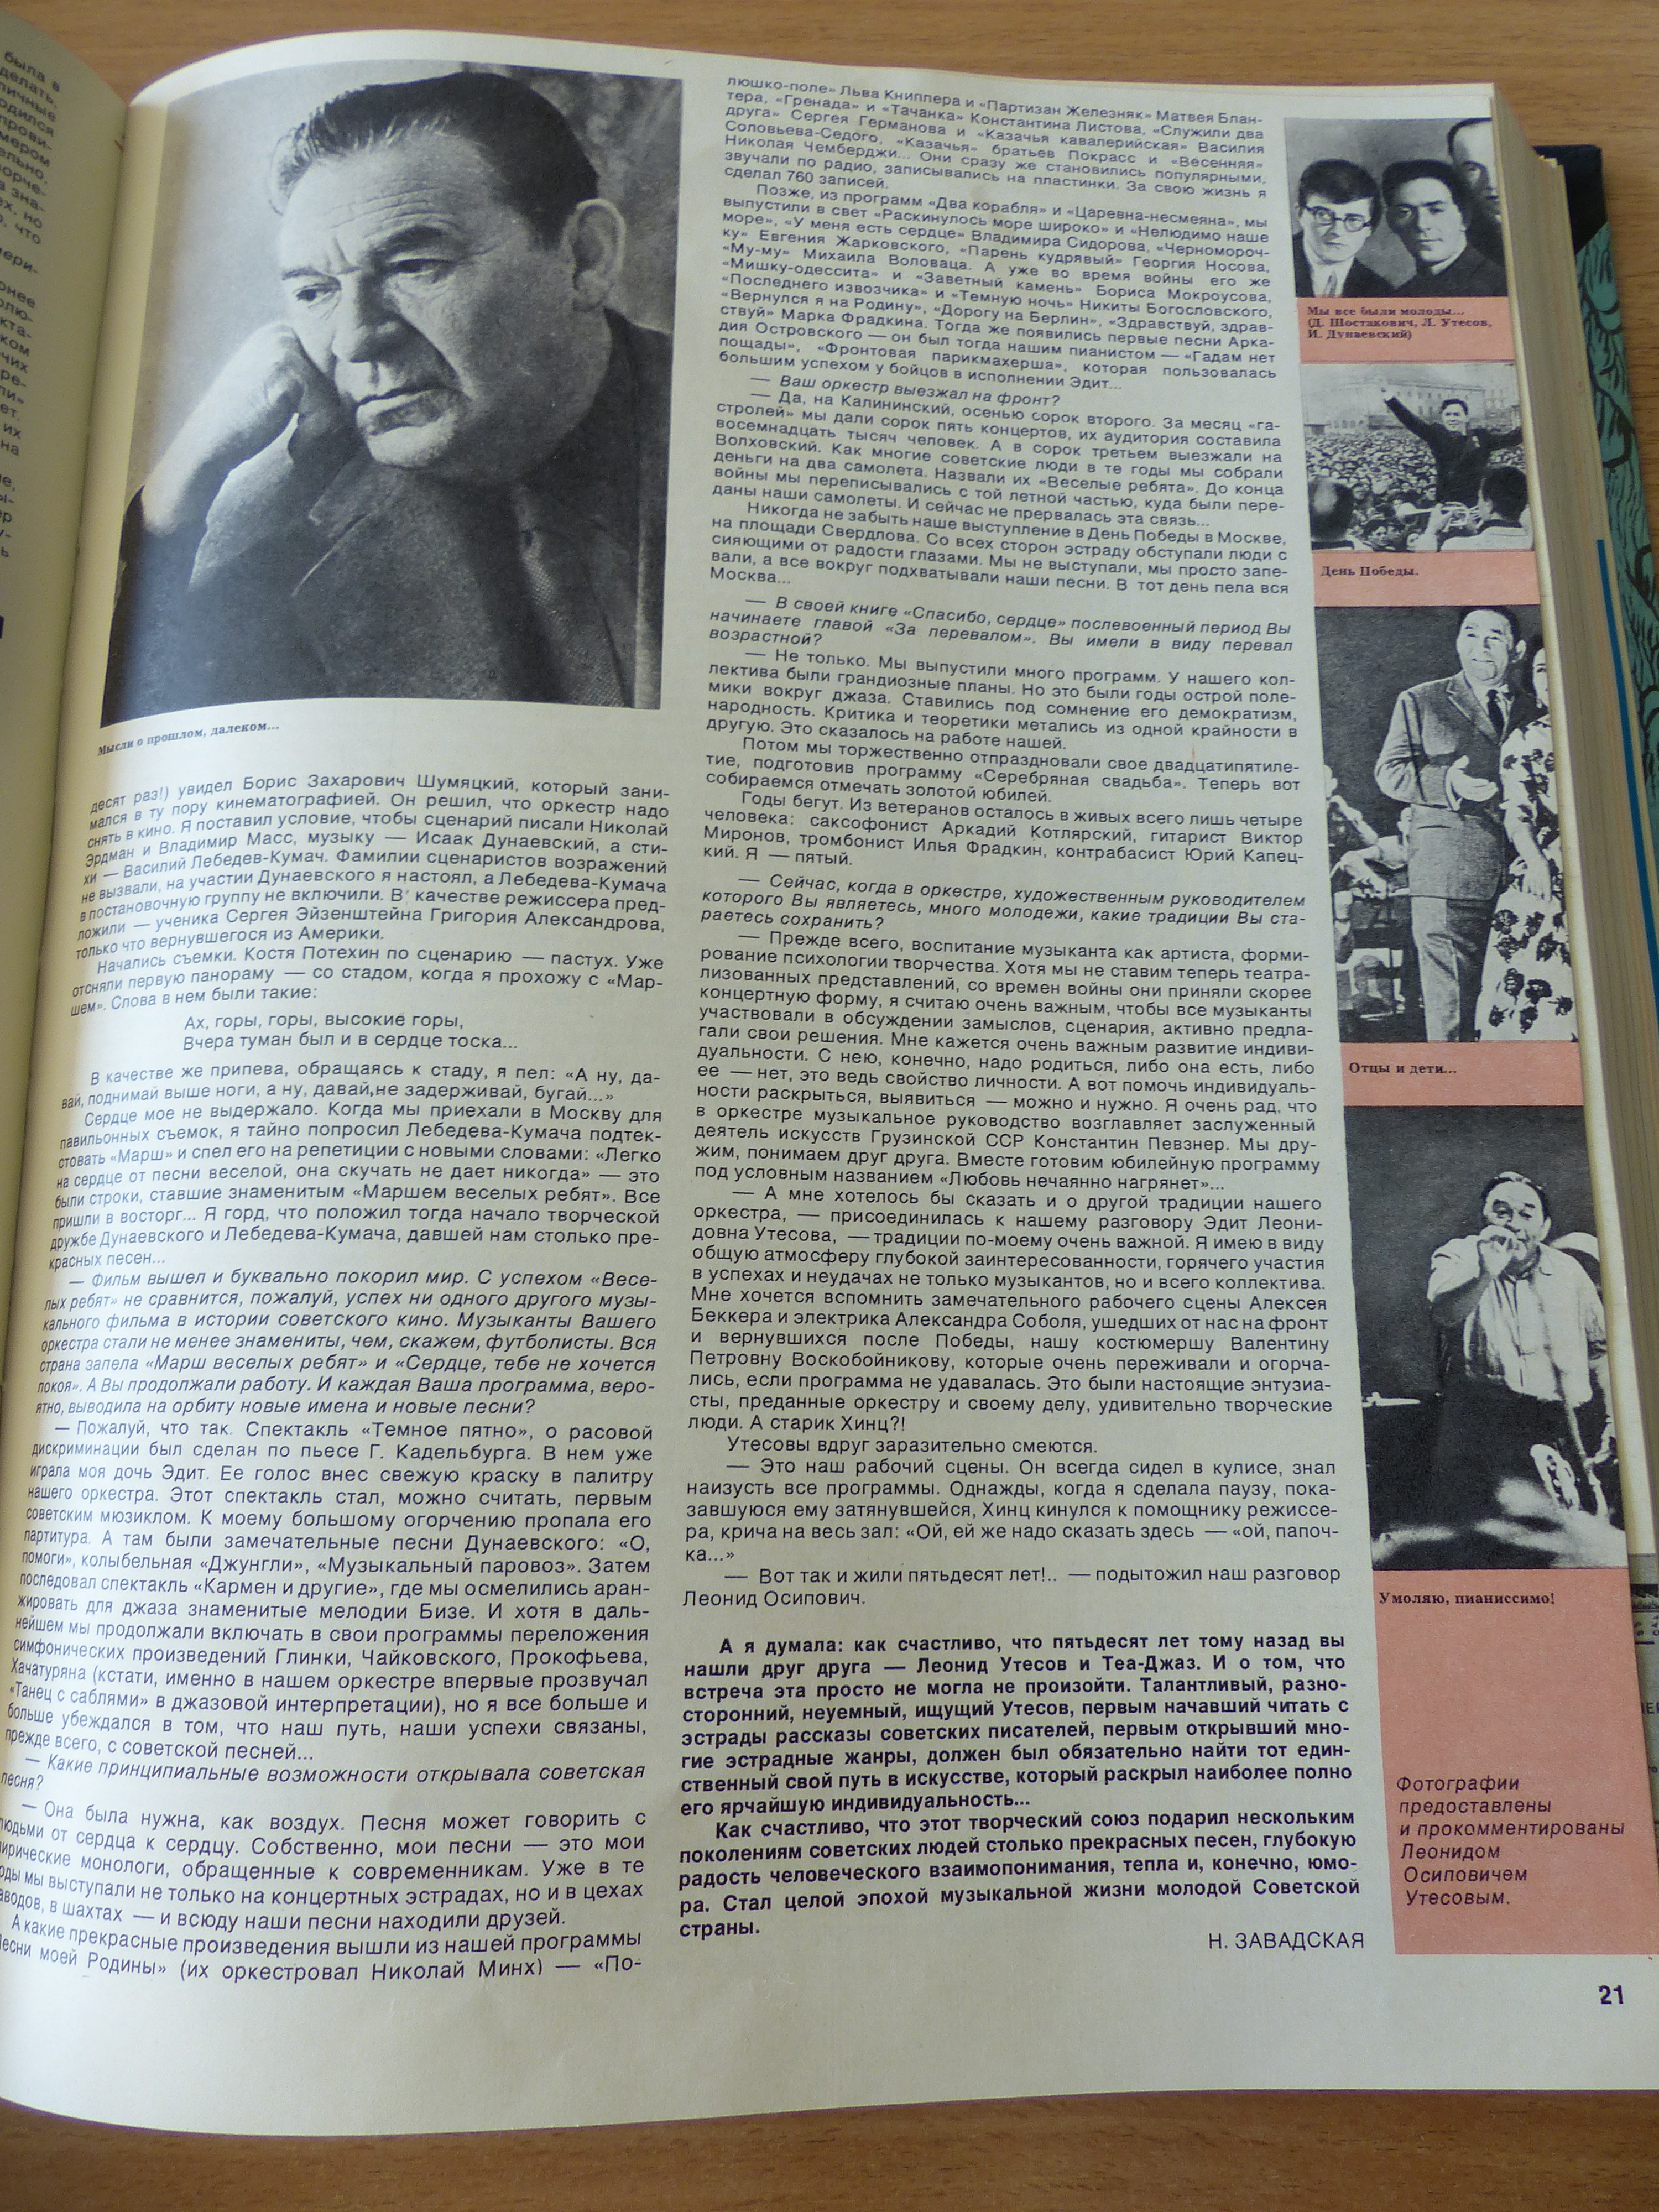 была в
делать,
личные
одился
прови-
мером
ельно,
орче-
а зна-
ех, но
о, что
ери-
онее
олю-
кта-
ком
чих
ре-
ли»
ет.
их
на
Мысли о прошлом, далеком...
десят раз!) увидел Борис Захарович Шумяцкий, который зани-
мался в ту пору кинематографией. Он решил, что оркестр надо
снять в кино. Я поставил условие, чтобы сценарий писали Николай
Эрдман и Владимир Масс, музыку — Исаак Дунаевский, а сти-
хи — Василий Лебедев-Кумач. Фамилии сценаристов возражений
не вызвали, на участии Дунаевского я настоял, а Лебедева-Кумача
в постановочную группу не включили. В качестве режиссера пред-
ложили — ученика Сергея Эйзенштейна Григория Александрова,
только что вернувшегося из Америки.
Начались съемки. Костя Потехин по сценарию — пастух. Уже
отсняли первую панораму — со стадом, когда я прохожу с «Мар-
шем». Слова в нем были такие:
Ах, горы, горы, высокие горы,
Вчера туман был и в сердце тоска...
В качестве же припева, обращаясь к стаду, я пел: «А ну, да-
вай, поднимай выше ноги, а ну, давай,не задерживай, бугай...»
Сердце мое не выдержало. Когда мы приехали в Москву для
павильонных съемок, я тайно попросил Лебедева-Кумача подтек-
стовать «Марш» и спел его на репетиции с новыми словами: «Легко
на сердце от песни веселой, она скучать не дает никогда» — это
были строки, ставшие знаменитым «Маршем веселых ребят». Все
пришли в восторг... Я горд, что положил тогда начало творческой
дружбе Дунаевского и Лебедева-Кумача, давшей нам столько пре-
красных песен...
— Фильм вышел и буквально покорил мир. С успехом «Весе-
лых ребят» не сравнится, пожалуй, успех ни одного другого музы-
кального фильма в истории советского кино. Музыканты Вашего
оркестра стали не менее знамениты, чем, скажем, футболисты. Вся
страна запела «Марш веселых ребят» и «Сердце, тебе не хочется
покоя». А Вы продолжали работу. И каждая Ваша программа, веро-
ятно, выводила на орбиту новые имена и новые песни?
— Пожалуй, что так. Спектакль «Темное пятно», о расовой
дискриминации был сделан по пьесе Г. Кадельбурга. В нем уже
играла моя дочь Эдит. Ее голос внес свежую краску в палитру
нашего оркестра. Этот спектакль стал, можно считать, первым
советским мюзиклом. К моему большому огорчению пропала его
партитура. А там были замечательные песни Дунаевского: «О,
помоги», колыбельная «Джунгли», «Музыкальный паровоз». Затем
последовал спектакль «Кармен и другие», где мы осмелились аран-
жировать для джаза знаменитые мелодии Бизе. И хотя в даль-
нейшем мы продолжали включать в свои программы переложения
симфонических произведений Глинки, Чайковского, Прокофьева,
Хачатуряна (кстати, именно в нашем оркестре впервые прозвучал
«Танец с саблями» в джазовой интерпретации), но я все больше и
больше убеждался в том, что наш путь, наши успехи связаны,
прежде всего, с советской песней...
— Какие принципиальные возможности открывала советская
песня?
— Она была нужна, как воздух. Песня может говорить с
людьми от сердца к сердцу. Собственно, мои песни — это мои
лирические монологи, обращенные к современникам. Уже в те
оды мы выступали не только на концертных эстрадах, но и в цехах
аводов, в шахтах — и всюду наши песни находили друзей.
А какие прекрасные произведения вышли из нашей программы
Песни моей Родины» (их оркестровал Николай Минх) — «По-
люшко-поле» Льва Книппера и «Партизан Железняк» МатвеяБлан-
тера, «Гренада» и «Тачанка» Константина Листова, «Служили два
друга» Сергея Германова и «Казачья кавалерийская» Василия
Соловьева-Седого, «Казачья» братьев Покрасс и «Весенняя»
Николая Чемберджи... Они сразу же становились популярными,
звучали по радио, записывались на пластинки. За свою жизнь я
сделал 760 записей.
Позже, из программ «Два корабля» и «Царевна-несмеяна», мы
выпустили в свет «Раскинулось море широко» и «Нелюдимо наше
море», «У меня есть сердце» Владимира Сидорова, «Черномороч-
ку» Евгения Жарковского, «Парень кудрявый» Георгия Носова,
«Му-му» Михаила Воловаца. А уже во время войны его же
«Мишку-одессита» и «Заветный камень» Бориса Мокроусова,
«Последнего извозчика» и «Темную ночь» Никиты Богословского,
«Вернулся я на Родину», «Дорогу на Берлин», «Здравствуй, здрав-
ствуй» Марка Фрадкина. Тогда же появились первые песни Арка-
дия Островского — он был тогда нашим пианистом — «Гадам нет
пощады», «Фронтовая парикмахерша», которая пользовалась
большим успехом у бойцов в исполнении Эдит...
— Ваш оркестр выезжал на фронт?
— Да, на Калининский, осенью сорок второго. За месяц «га-
стролей» мы дали сорок пять концертов, их аудитория составила
восемнадцать тысяч человек. А в сорок третьем выезжали на
Волховский. Как многие советские люди в те годы мы собрали
деньги на два самолета. Назвали их «Веселые ребята». До конца
войны мы переписывались с той летной частью, куда были пере-
даны наши самолеты. И сейчас не прервалась эта связь...
Никогда не забыть наше выступление в День Победы в Москве,
на площади Свердлова. Со всех сторон эстраду обступали люди с
сияющими от радости глазами. Мы не выступали, мы просто запе-
вали, а все вокруг подхватывали наши песни. В тот день пела вся
Москва...
— В своей книге «Спасибо, сердце» послевоенный период Вы
начинаете главой «За перевалом». Вы имели в виду перевал
возрастной?
— Не только. Мы выпустили много программ. У нашего кол-
лектива были грандиозные планы. Но это были годы острой поле-
мики вокруг джаза. Ставились под сомнение его демократизм,
народность. Критика и теоретики метались из одной крайности в
другую. Это сказалось на работе нашей.
Потом мы торжественно отпраздновали свое двадцатипятиле-
тие, подготовив программу «Серебряная свадьба». Теперь вот
собираемся отмечать золотой юбилей.
Годы бегут. Из ветеранов осталось в живых всего лишь четыре
человека: саксофонист Аркадий Котлярский, гитарист Виктор
Миронов, тромбонист Илья Фрадкин, контрабасист Юрий Капец-
кий. Я — пятый.
— Сейчас, когда в оркестре, художественным руководителем
которого Вы являетесь, много молодежи, какие традиции Вы ста-
раетесь сохранить?
— Прежде всего, воспитание музыканта как артиста, форми-
рование психологии творчества. Хотя мы не ставим теперь театра-
лизованных представлений, со времен войны они приняли скорее
концертную форму, я считаю очень важным, чтобы все музыканты
участвовали в обсуждении замыслов, сценария, активно предла-
гали свои решения. Мне кажется очень важным развитие индиви-
дуальности. С нею, конечно, надо родиться, либо она есть, либо
ее — нет, это ведь свойство личности. А вот помочь индивидуаль-
ности раскрыться, выявиться — можно и нужно. Я очень рад, что
в оркестре музыкальное руководство возглавляет заслуженный
деятель искусств Грузинской ССР Константин Певзнер. Мы дру-
жим, понимаем друг друга. Вместе готовим юбилейную программу
под условным названием «Любовь нечаянно нагрянет»...
— А мне хотелось бы сказать и о другой традиции нашего
оркестра, — присоединилась к нашему разговору Эдит Леони-
довна Утесова, — традиции по-моему очень важной. Я имею в виду
общую атмосферу глубокой заинтересованности, горячего участия
в успехах и неудачах не только музыкантов, но и всего коллектива.
Мне хочется вспомнить замечательного рабочего сцены Алексея
Беккера и электрика Александра Соболя, ушедших от нас на фронт
и вернувшихся после Победы, нашу костюмершу Валентину
Петровну Воскобойникову, которые очень переживали и огорча-
лись, если программа не удавалась. Это были настоящие энтузиа-
сты, преданные оркестру и своему делу, удивительно творческие
люди. А старик Хинц?!
Утесовы вдруг заразительно смеются.
— Это наш рабочий сцены. Он всегда сидел в кулисе, знал
наизусть все программы. Однажды, когда я сделала паузу, пока-
завшуюся ему затянувшейся, Хинц кинулся к помощнику режиссе-
ра, крича на весь зал: «Ой, ей же надо сказать здесь — «ой, папоч-
ка...»
— Вот так и жили пятьдесят лет!.. — подытожил наш разговор
Леонид Осипович.
А я думала: как счастливо, что пятьдесят лет тому назад вы
нашли друг друга — Леонид Утесов и Теа-Джаз. И о том, что
встреча эта просто не могла не произойти. Талантливый, разно-
сторонний, неуемный, ищущий Утесов, первым начавший читать с
эстрады рассказы советских писателей, первым открывший мно-
гие эстрадные жанры, должен был обязательно найти тот един-
ственный свой путь в искусстве, который раскрыл наиболее полно
его ярчайшую индивидуальность...
Как счастливо, что этот творческий союз подарил нескольким
поколениям советских людей столько прекрасных песен, глубокую
радость человеческого взаимопонимания, тепла и, конечно, юмо-
ра. Стал целой эпохой музыкальной жизни молодой Советской
страны.
Н. ЗАВАДСКАЯ
Мы все были молоды...
(Д. Шостакович, Л. Утесов,
И. Дунаевский)
День Победы.
Отцы и дети...
Умоляю, пианиссимо!
Фотографии
предоставлены
и прокомментированы
Леонидом
Осиповичем
Утесовым.
21